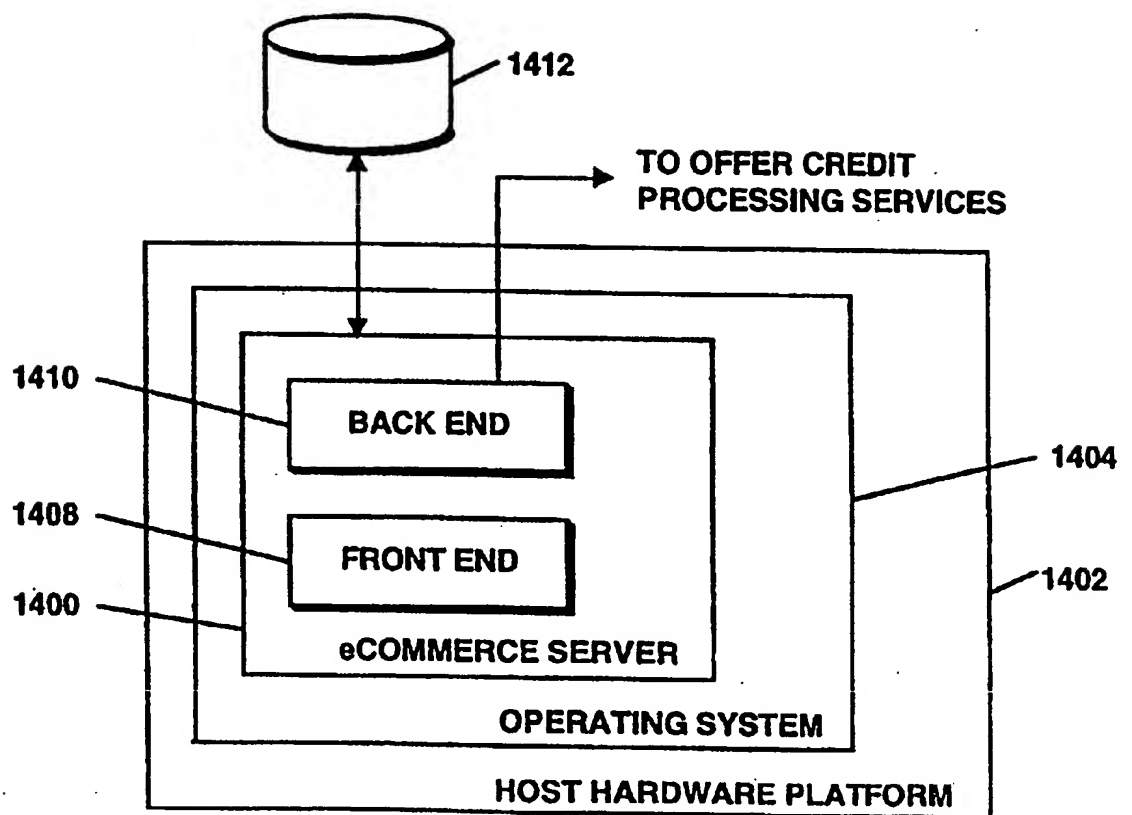 1412
TO OFFER CREDIT
PROCESSING SERVICES
1410
BACK END
1404
1408
FRONT END
1402
1400
eCOMMERCE SERVER
OPERATING SYSTEM
HOST HARDWARE PLATFORM